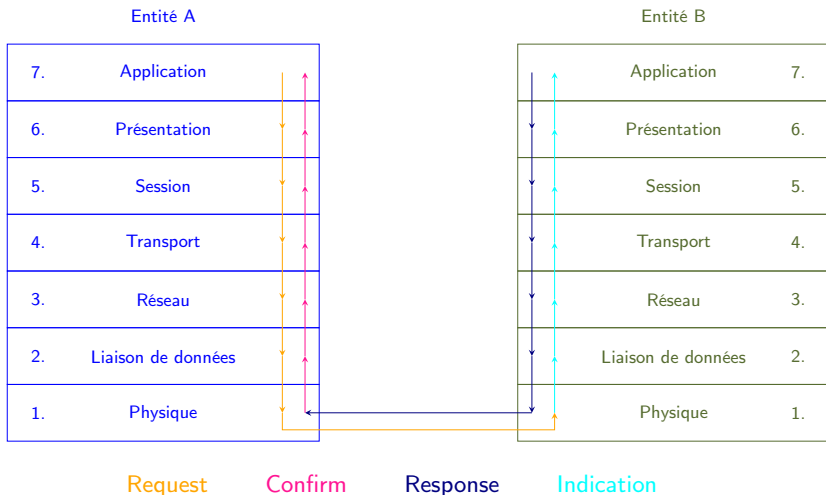 Entité A Entité B
7. Application Application 7.
6. Présentation Présentation 6.
5. Session Session 5.
4. Transport Transport 4.
3. Réseau Réseau 3.
2. Liaison de données Liaison de données 2.
1. Physique Physique 1.
Request Confirm Response Indication